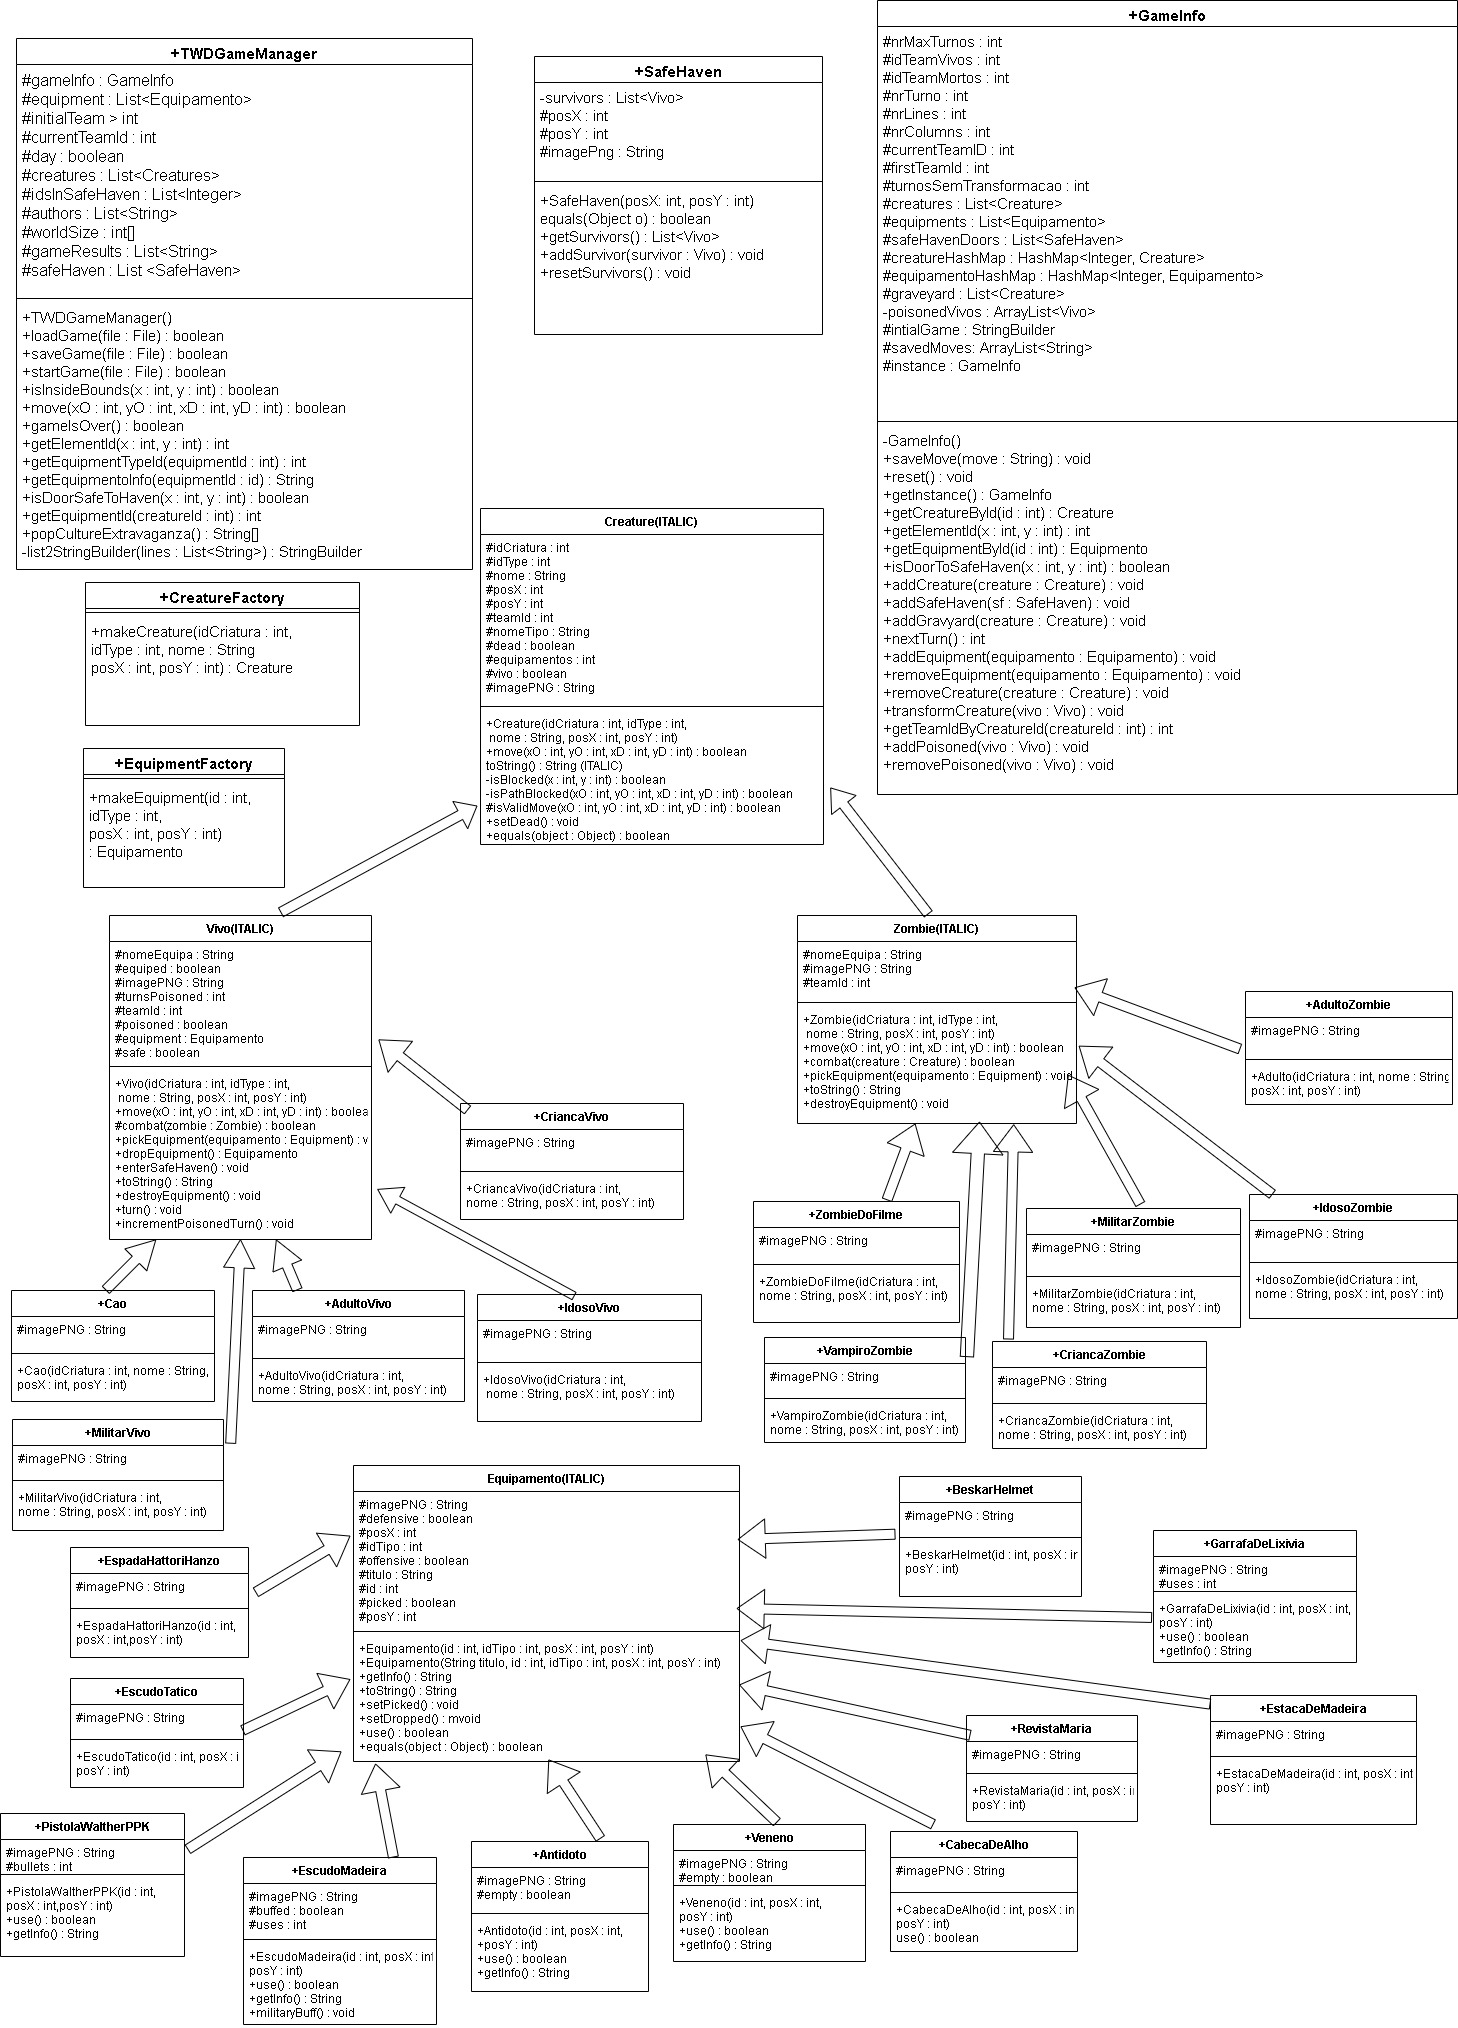 +TWDGameManager
#gameInfo : GameInfo
#equipment : List<Equipamento>
#initialTeam > int
#currentTeamId : int
#day : boolean
#creatures : List<Creatures>
#idsInSafeHaven : List<Integer>
#authors : List<String>
#worldSize : int[]
#gameResults : List<String>
#safeHaven : List <SafeHaven>
+TWDGameManager()
+loadGame(file : File) : boolean
+saveGame(file : File) : boolean
+startGame(file : File) : boolean
+isInsideBounds(x : int, y : int) : boolean
+move(xO : int, yO : int, xD : int, yD : int) : boolean
+gameIsOver() : boolean
+getElementId(x : int, y : int) : int
+getEquipmentTypeId(equipmentId : int) : int
+getEquipmentoInfo(equipmentId : id) : String
+isDoorSafeToHaven(x : int, y : int) : boolean
+getEquipmentId(creatureId : int) : int
+popCultureExtravaganza() : String[]
-list2StringBuilder(lines : List<String>) : StringBuilder
+SafeHaven
-survivors : List<Vivo>
#posX : int
#posY : int
#imagePng : String
+SafeHaven(posX: int, posY : int)
equals(Object o) : boolean
+getSurvivors() : List<Vivo>
+addSurvivor(survivor : Vivo) : void
+resetSurvivors() : void
+GameInfo
#nrMaxTurnos : int
#idTeamVivos : int
#idTeamMortos : int
#nrTurno : int
#nrLines : int
#nrColumns : int
#currentTeamID : int
#firstTeamId : int
#turnosSemTransformacao : int
#creatures : List<Creature>
#equipments : List<Equipamento>
#safeHavenDoors : List<SafeHaven>
#creatureHashMap : HashMap<Integer, Creature>
#equipamentoHashMap : HashMap<Integer, Equipamento>
#graveyard : List<Creature>
-poisonedVivos : ArrayList<Vivo>
#intialGame : StringBuilder
#savedMoves: ArrayList<String>
#instance : GameInfo
-GameInfo()
+saveMove(move : String) : void
+reset() : void
+getInstance() : GameInfo
+getCreatureById(id : int) : Creature
+getElementId(x : int, y : int) : int
+getEquipmentById(id : int) : Equipmento
+isDoorToSafeHaven(x : int, y : int) : boolean
+addCreature(creature : Creature) : void
+addSafeHaven(sf : SafeHaven) : void
+addGravyard(creature : Creature) : void
+nextTurn() : int
+addEquipment(equipamento : Equipamento) : void
+removeEquipment(equipamento : Equipamento) : void
+removeCreature(creature : Creature) : void
+transformCreature(vivo : Vivo) : void
+getTeamIdByCreatureId(creatureId : int) : int
+addPoisoned(vivo : Vivo) : void
+removePoisoned(vivo : Vivo) : void
+CreatureFactory
+makeCreature(idCriatura : int,
idType : int, nome : String
posX : int, posY : int) : Creature
+EquipmentFactory
+makeEquipment(id : int,
idType : int,
posX : int, posY : int)
: Equipamento
Creature(ITALIC)
#idCriatura : int
#idType : int
#nome : String
#posX : int
#posY : int
#teamId : int
#nomeTipo : String
#dead : boolean
#equipamentos : int
#vivo : boolean
#imagePNG : String
+Creature(idCriatura : int, idType : int,
nome : String, posX : int, posY : int)
+move(xO : int, yO : int, xD : int, yD : int) : boolean
toString() : String (ITALIC)
-isBlocked(x : int, y : int) : boolean
-isPathBlocked(xO : int, yO : int, xD : int, yD : int) : boolean
#isValidMove(xO : int, yO : int, xD : int, yD : int) : boolean
+setDead() : void
+equals(object : Object) : boolean
Vivo(ITALIC)
#nomeEquipa : String
#equiped : boolean
#imagePNG : String
#turnsPoisoned : int
#teamId : int
#poisoned : boolean
#equipment : Equipamento
#safe : boolean
+Vivo(idCriatura : int, idType : int,
nome : String, posX : int, posY : int)
+move(xO : int, yO : int, xD : int, yD : int) : boolea
#combat(zombie : Zombie) : boolean
+pickEquipment(equipamento : Equipment) : v
+dropEquipment() : Equipamento
+enterSafeHaven() : void
+toString() : String
+destroyEquipment() : void
+turn() : void
+incrementPoisonedTurn() : void
Zombie(ITALIC)
#nomeEquipa : String
#imagePNG : String
#teamId : int
+Zombie(idCriatura : int, idType : int,
nome : String, posX : int, posY : int)
+move(xO : int, yO : int, xD : int, yD : int) : boolean
+combat(creature : Creature) : boolean
+pickEquipment(equipamento : Equipment) : void
+toString() : String
+destroyEquipment() : void
+AdultoZombie
#imagePNG : String
+Adulto(idCriatura : int, nome : String,
posX : int, posY : int)
+CriancaVivo
#imagePNG : String
+CriancaVivo(idCriatura : int,
nome : String, posX : int, posY : int)
+ZombieDoFilme
#imagePNG : String
+ZombieDoFilme(idCriatura : int,
nome : String, posX : int, posY : int)
+MilitarZombie
#imagePNG : String
+MilitarZombie(idCriatura : int,
nome : String, posX : int, posY : int)
+IdosoZombie
#imagePNG : String
+IdosoZombie(idCriatura : int,
nome : String, posX : int, posY : int)
+Cao
#imagePNG : String
+Cao(idCriatura : int, nome : String,
posX : int, posY : int)
+AdultoVivo
#imagePNG : String
+AdultoVivo(idCriatura : int,
nome : String, posX : int, posY : int)
+IdosoVivo
#imagePNG : String
+IdosoVivo(idCriatura : int,
nome : String, posX : int, posY : int)
+VampiroZombie
#imagePNG : String
+VampiroZombie(idCriatura : int,
nome : String, posX : int, posY : int)
+CriancaZombie
#imagePNG : String
+CriancaZombie(idCriatura : int,
nome : String, posX : int, posY : int)
+MilitarVivo
#imagePNG : String
+MilitarVivo(idCriatura : int,
nome : String, posX : int, posY : int)
Equipamento(ITALIC)
#imagePNG : String
#defensive : boolean
#posX : int
#idTipo : int
#offensive : boolean
#titulo : String
#id : int
#picked : boolean
#posY : int
+Equipamento(id : int, idTipo : int, posX : int, posY : int)
+Equipamento(String titulo, id : int, idTipo : int, posX : int, posY : int)
+getInfo() : String
+toString() : String
+setPicked() : void
+setDropped() : mvoid
+use() : boolean
+equals(object : Object) : boolean
+BeskarHelmet
#imagePNG : String
+BeskarHelmet(id : int, posX : ir
posY : int)
+GarrafaDeLixivia
#imagePNG : String
#uses : int
+GarrafaDeLixivia(id : int, posX : int,
posY : int)
+use() : boolean
+getInfo() : String
+EspadaHattoriHanzo
#imagePNG : String
+EspadaHattoriHanzo(id : int,
posX : int,posY : int)
+EscudoTatico
#imagePNG : String
+EscudoTatico(id : int, posX : i
posY : int)
+RevistaMaria
#imagePNG : String
+RevistaMaria(id : int, posX : i
posY : int)
+EstacaDeMadeira
#imagePNG : String
+EstacaDeMadeira(id : int, posX : int
posY : int)
+PistolaWaltherPPK
#imagePNG : String
#bullets : int
+PistolaWaltherPPK(id : int,
posX : int,posY : int)
+use() : boolean
+getInfo() : String
+EscudoMadeira
#imagePNG : String
#buffed : boolean
#uses : int
+EscudoMadeira(id : int, posX : int
posY : int)
+use() : boolean
+getInfo() : String
+militaryBuff() : void
+Antidoto
#imagePNG : String
#empty : boolean
+Antidoto(id : int, posX : int,
+posY : int)
+use() : boolean
+getInfo() : String
+Veneno
#imagePNG : String
#empty : boolean
+Veneno(id : int, posX : int,
posY : int)
+use() : boolean
+getInfo() : String
+CabecaDeAlho
#imagePNG : String
+CabecaDeAlho(id : int, posX : in
posY : int)
use() : boolean